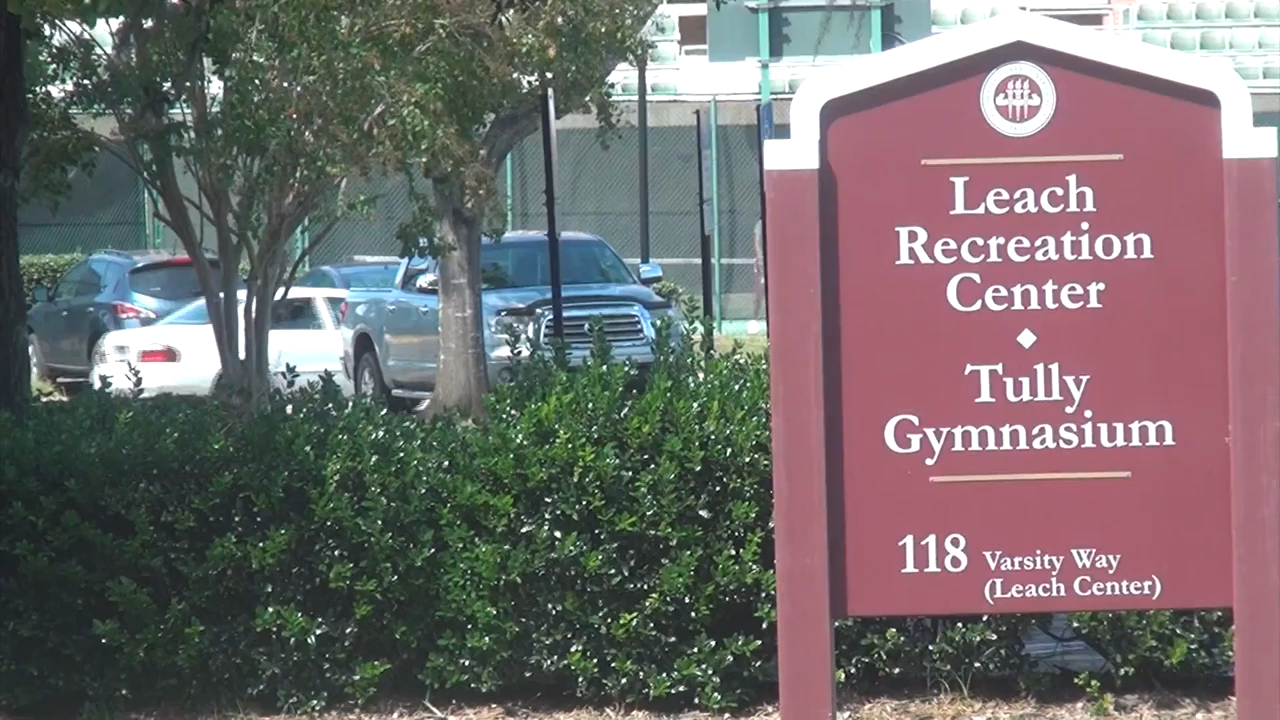 Leach
Recreation
Center
Tully
Gymnasium
118 Varsity Way
(Leach Center)